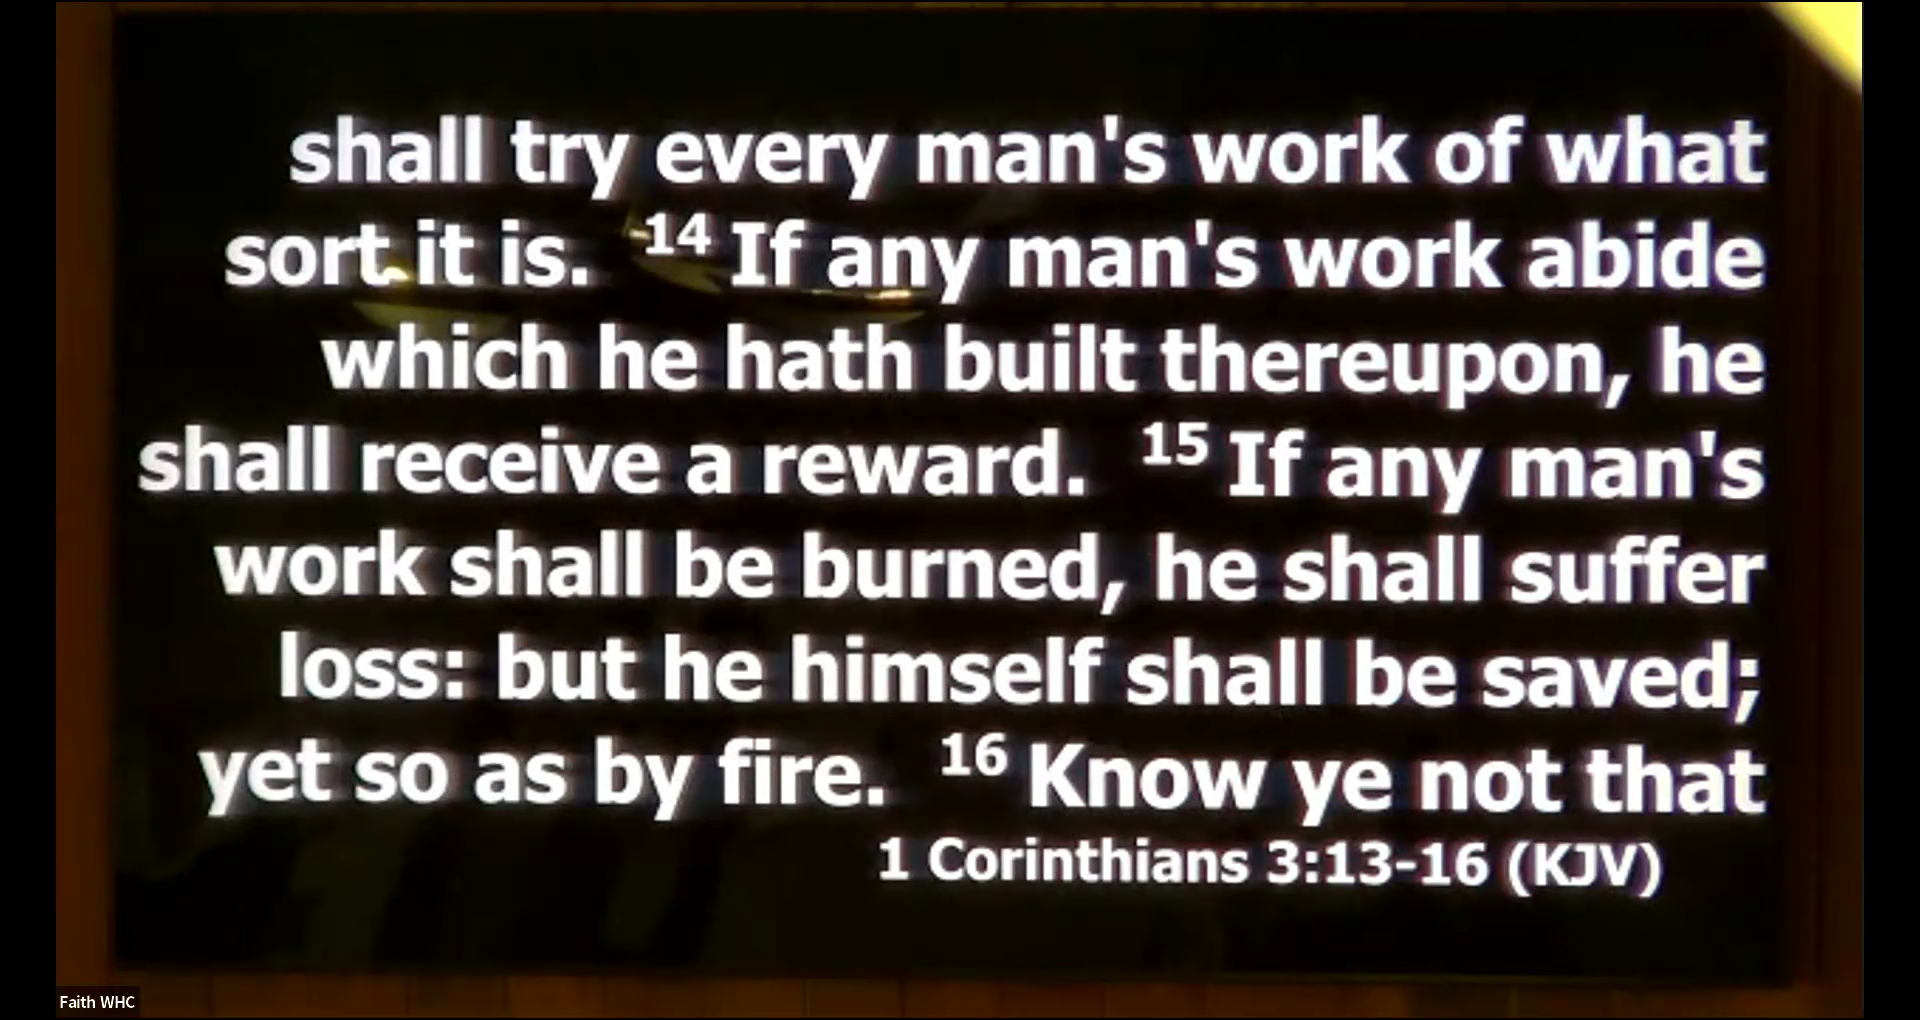 shall try every man's work of what
sort it is. 14 If any man's work abide
which he hath built thereupon, he
shall receive a reward. 15 If any man's
work shall be burned, he shall suffer
loss: but he himself shall be saved;
yet so as by fire. 16 Know ye not that
1 Corinthians 3:13-16 (KJV)
Faith WHC